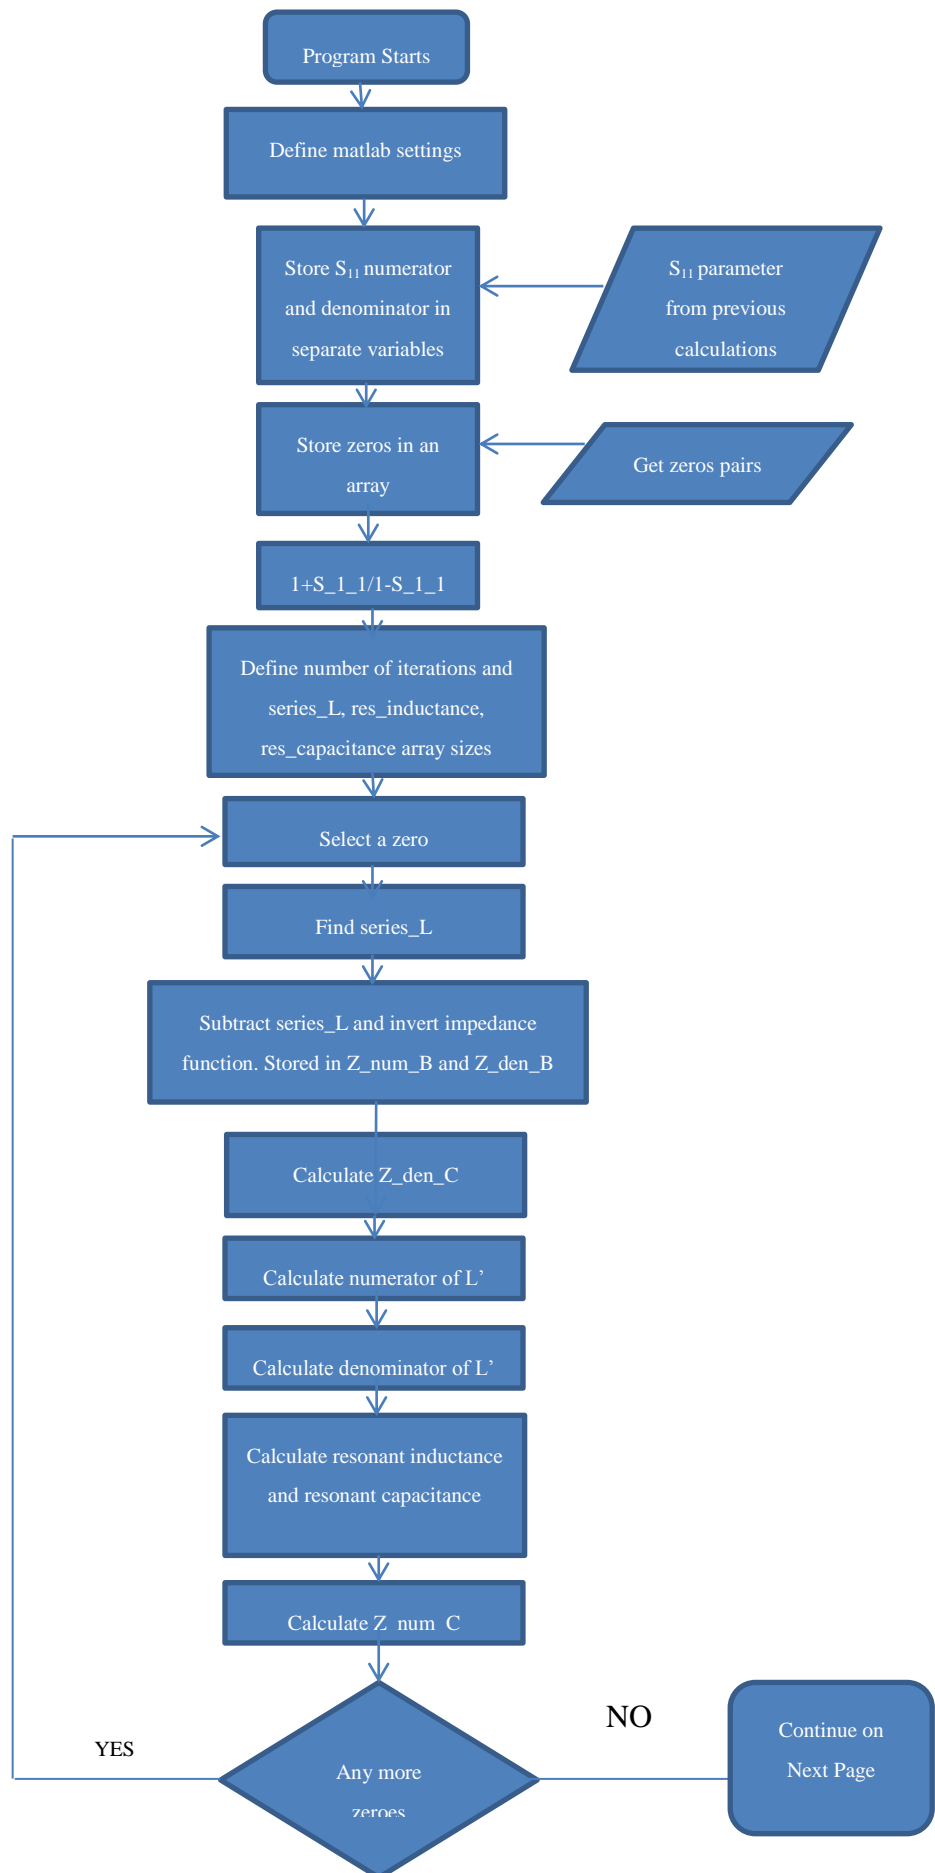 Program Starts
Define matlab settings
Store S₁₁ numerator
and denominator in
separate variables
S₁₁ parameter
from previous
calculations
Store zeros in an
array
Get zeros pairs
1+S_1_1/1-S_1_1
Define number of iterations and
series_L, res_inductance,
res_capacitance array sizes
Select a zero
Find series_L
Subtract series_L and invert impedance
function. Stored in Z_num_B and Z_den_B
Calculate Z_den_C
Calculate numerator of L’
Calculate denominator of L’
Calculate resonant inductance
and resonant capacitance
Calculate Z_num_C
Any more
zeroes
YES
NO
Continue on
Next Page